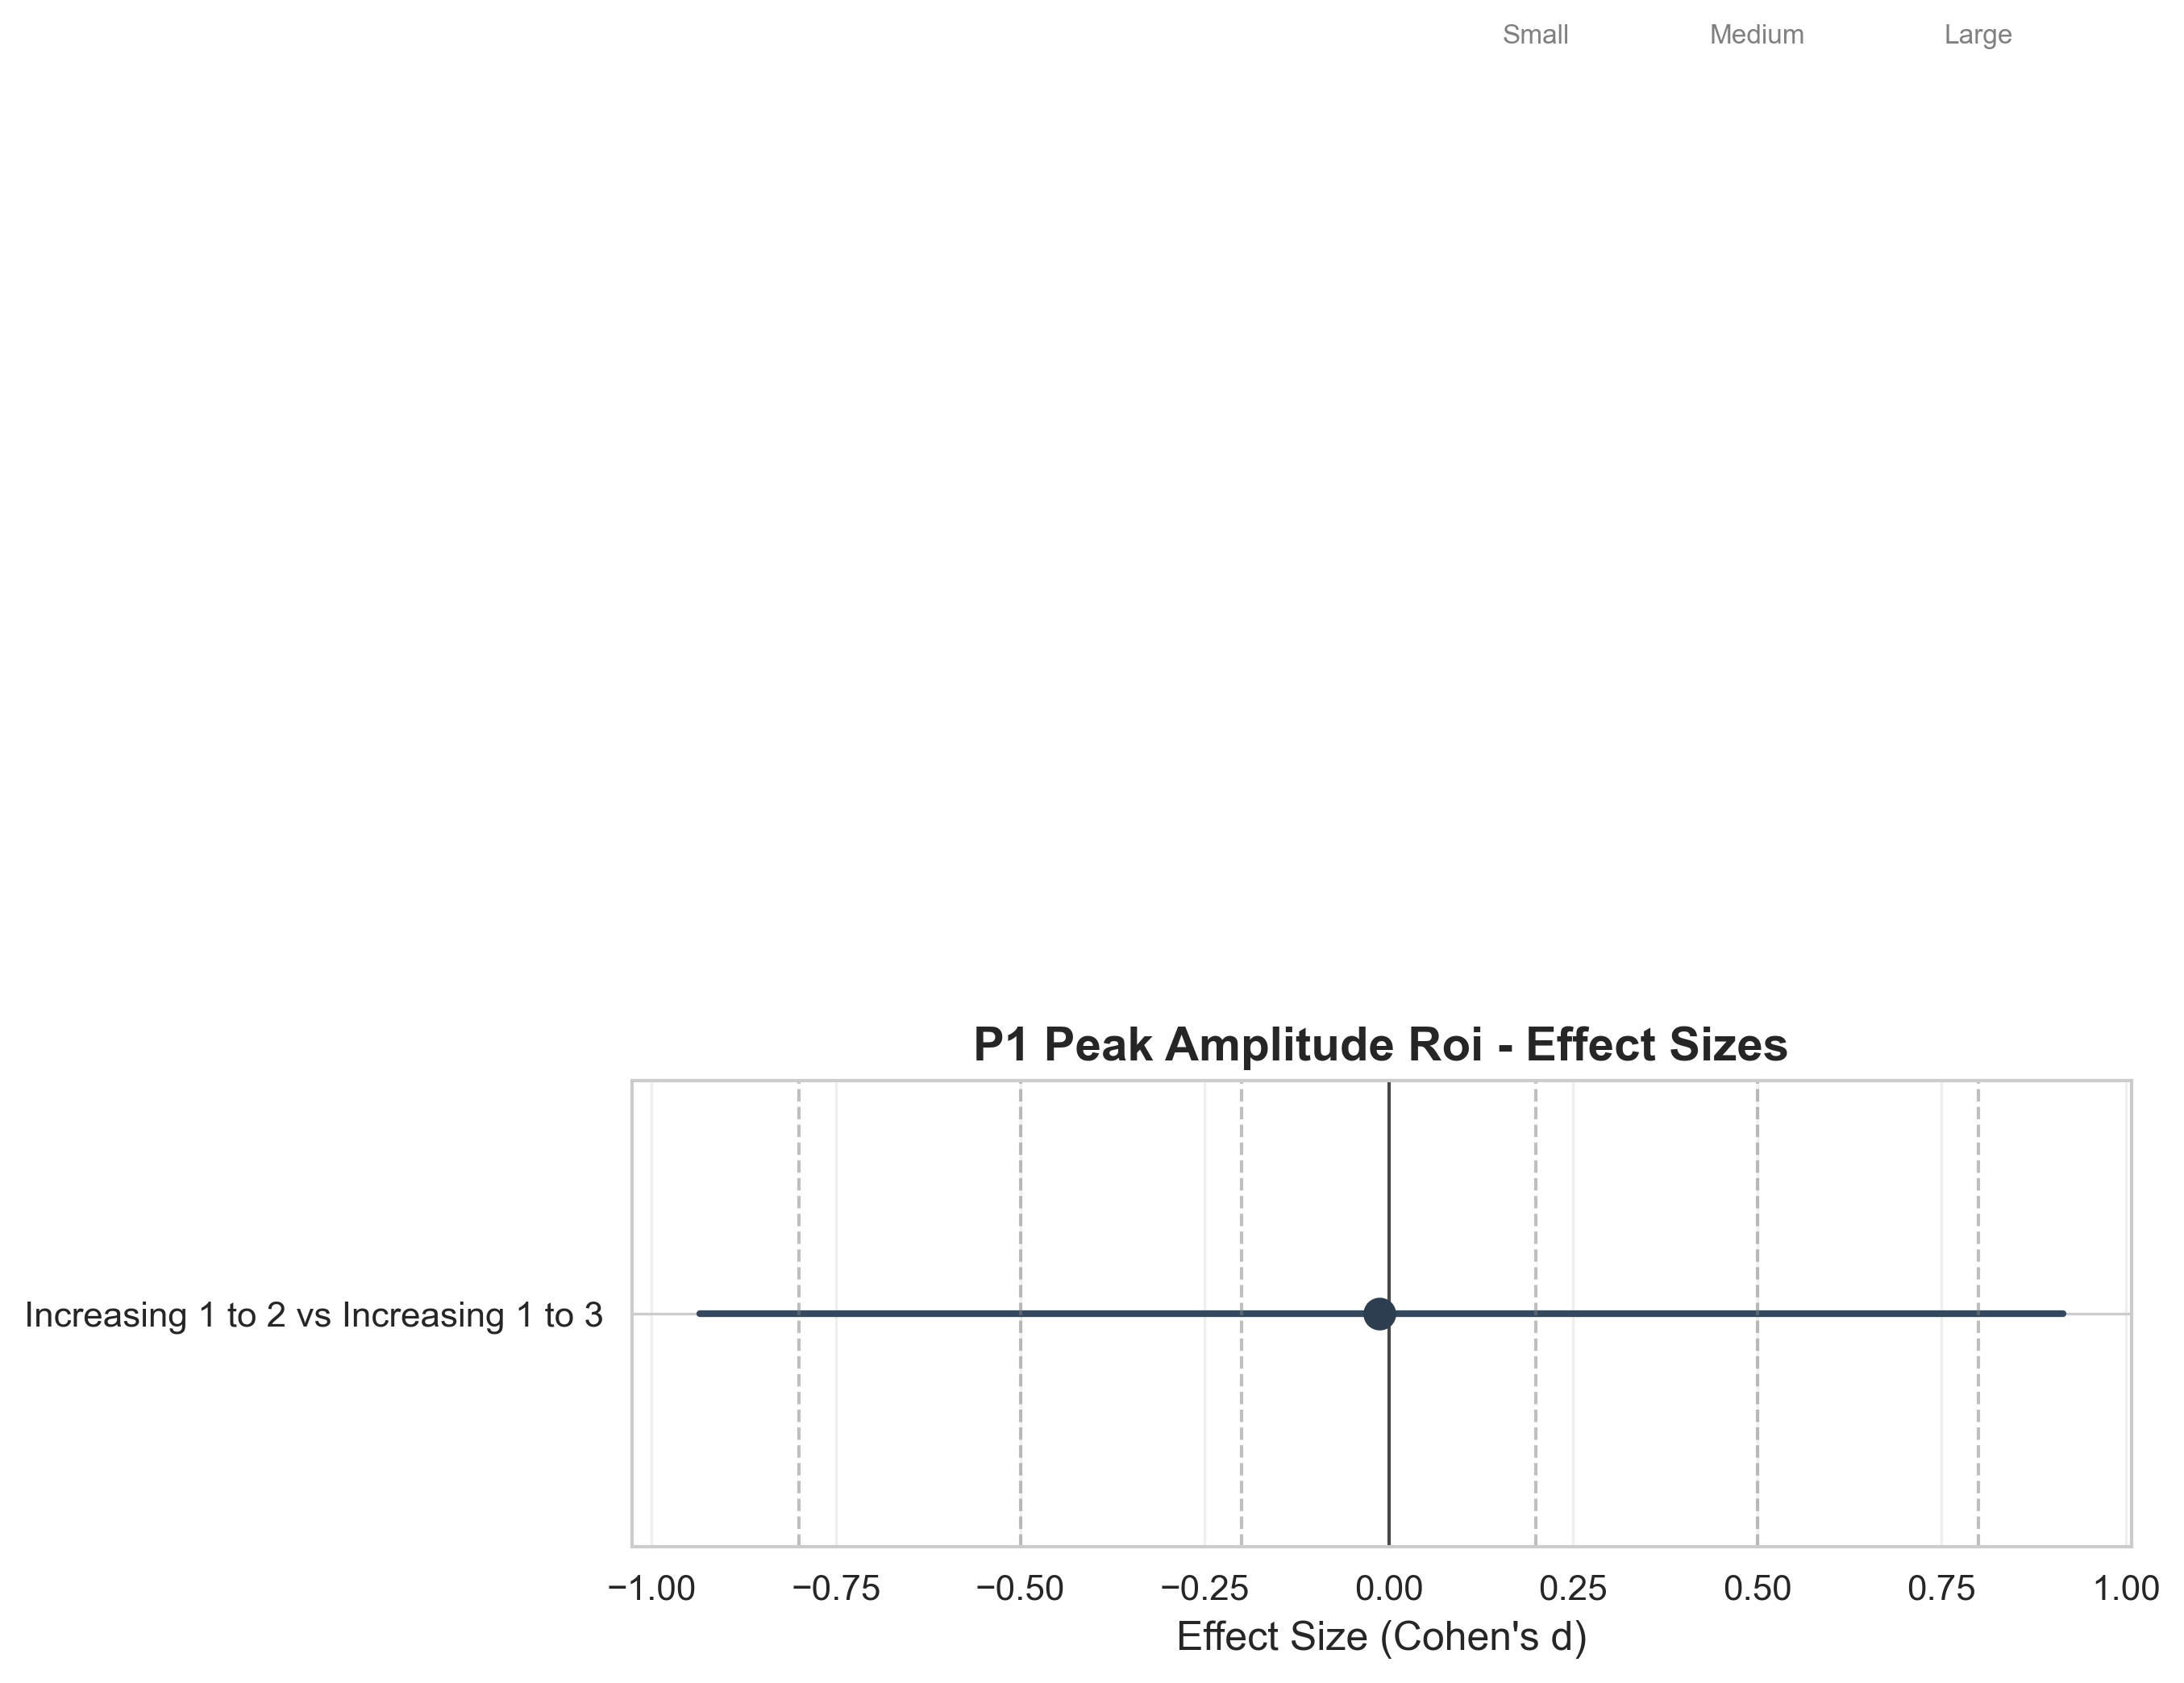 Small Medium Large
P1 Peak Amplitude Roi - Effect Sizes
Increasing 1 to 2 vs Increasing 1 to 3
−1.00 −0.75 −0.50 −0.25 0.00 0.25 0.50 0.75 1.00
Effect Size (Cohen's d)